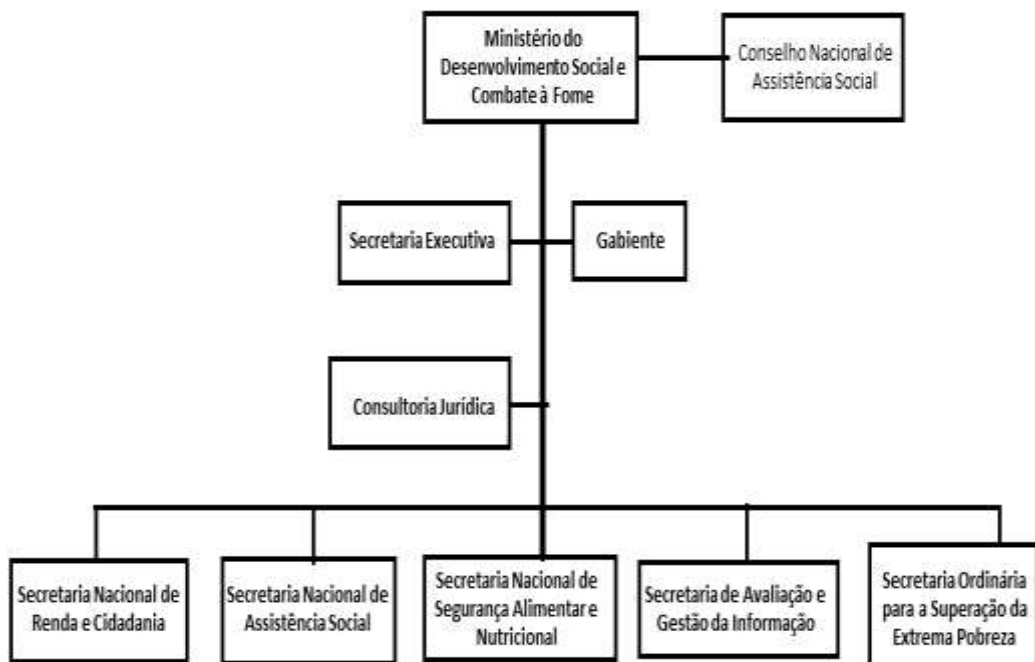 Ministério do
Desenvolvimento Social e
Combate à Fome
Conselho Nacional de
Assistência Social
Secretaria Executiva
Gabiente
Consultoria Jurídica
Secretaria Nacional de
Renda e Cidadania
Secretaria Nacional de
Assistência Social
Secretaria Nacional de
Segurança Alimentar e
Nutricional
Secretaria de Avaliação e
Gestão da Informação
Secretaria Ordinária
para a Superação da
Extrema Pobreza